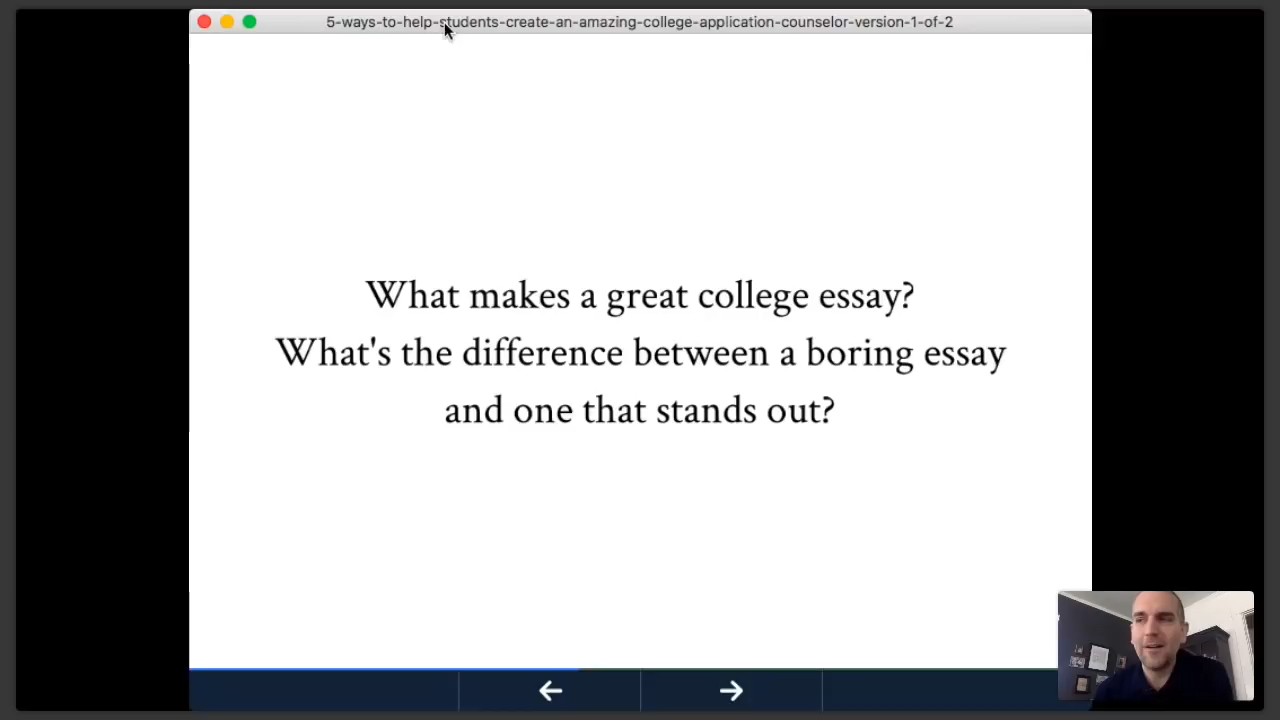 5-ways-to-help-students-create-an-amazing-college-application-counselor-version-1-of-2
What makes a great college essay?
What's the difference between a boring essay
and one that stands out?